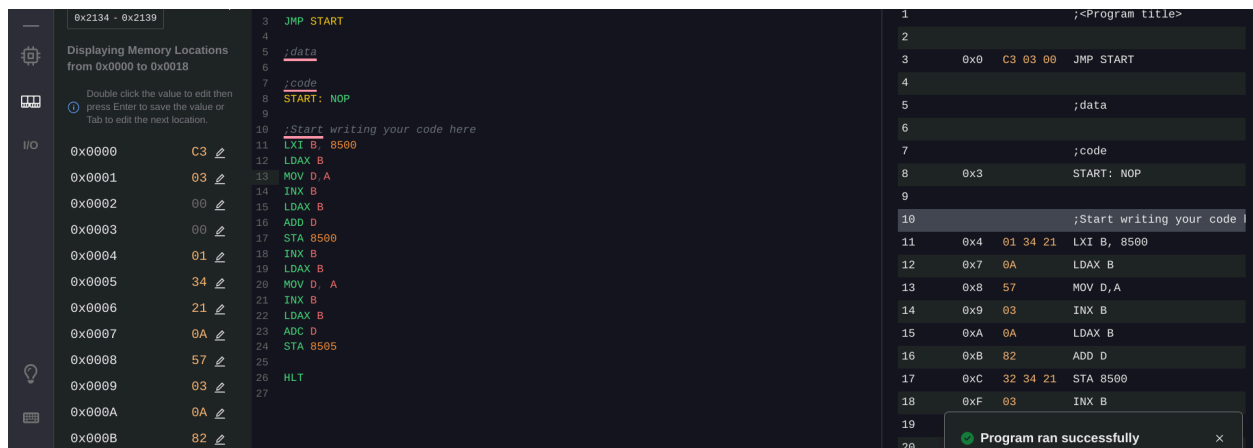 0x2134 - 0x2139
Displaying Memory Locations
from 0x0000 to 0x0018
Double click the value to edit then
press Enter to save the value or
Tab to edit the next location.
I/O
0x0000 C3
0x0001 03
0x0002 00
0x0003 00
0x0004 01
0x0005 34
0x0006 21
0x0007 0A
0x0008 57
0x0009 03
0x000A 0A
0x000B 82
3 JMP START
4
5 ;data
6
7 ;code
8 START: NOP
9
10 ;Start writing your code here
11 LXI B, 8500
12 LDAX B
13 MOV D,A
14 INX B
15 LDAX B
16 ADD D
17 STA 8500
18 INX B
19 LDAX B
20 MOV D, A
21 INX B
22 LDAX B
23 ADC D
24 STA 8505
25
26 HLT
27
1 ;<Program title>
2
3 0x0 C3 03 00 JMP START
4
5 ;data
6
7 ;code
8 0x3 START: NOP
9
10 ;Start writing your code
11 0x4 01 34 21 LXI B, 8500
12 0x7 0A LDAX B
13 0x8 57 MOV D,A
14 0x9 03 INX B
15 0xA 0A LDAX B
16 0xB 82 ADD D
17 0xC 32 34 21 STA 8500
18 0xF 03 INX B
19
20
Program ran successfully